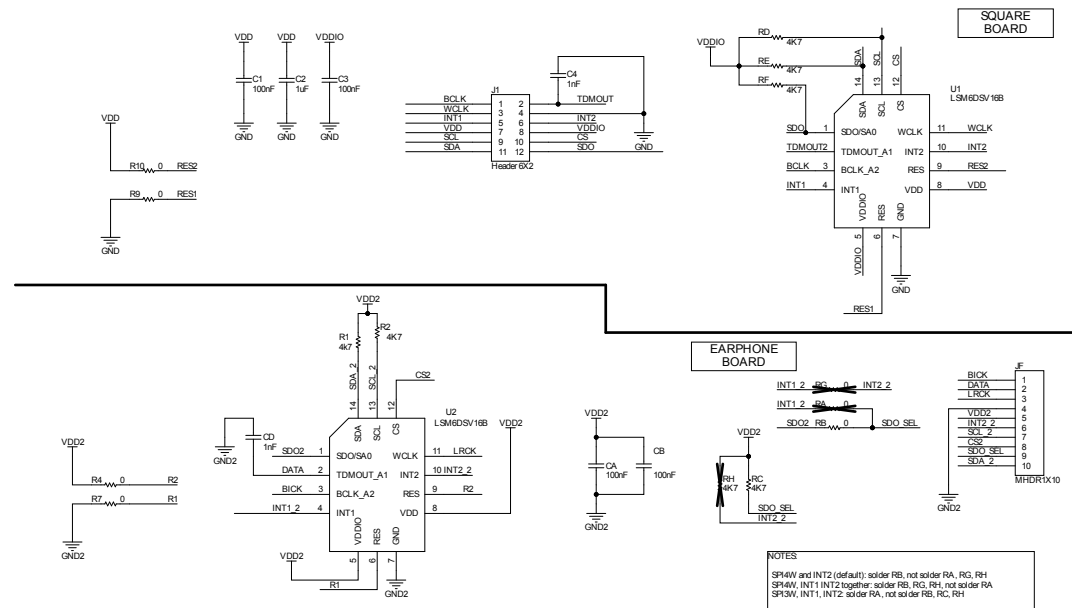 SQUARE
BOARD
VDD
C1
100nF
GND
VDD
C2
1uF
GND
VDDIO
C3
100nF
GND
C4
1nF
GND
J1
BCLK 1 2 TDMOUT
WCLK 3 4
INT1 5 6 INT2
VDD 7 8 VDDIO
SCL 9 10 CS
SDA 11 12 SDO
Header 6X2
VDD
R10 0 RES2
R9 0 RES1
GND
VDDIO
RD
4K7
RE
4K7
RF
4K7
SDA
SCL
CS
14
13
12
U1
LSM6DSV16B
SDA
SCL
CS
SDO 1 SDO/SA0 WCLK 11 WCLK
TDMOUT2 TDMOUT_A1 INT2 10 INT2
BCLK 3 BCLK_A2 RES 9 RES2
INT1 4 INT1 VDD 8 VDD
VDDIO
RES
GND
5
6
7
VDDIO
GND
RES1
VDD2
R1
4k7
R2
4K7
SDA_2
SCL_2
CS2
14
13
12
U2
LSM6DSV16B
VDD2
SDA
SCL
CS
CD
1nF
GND2
SDO2 1 SDO/SA0 WCLK 11 LRCK
DATA 2 TDMOUT_A1 INT2 10 INT2_2
BICK 3 BCLK_A2 RES 9 R2
INT1_2 4 INT1 VDD 8
VDDIO
RES
GND
5
6
7
VDD2
R1
GND2
VDD2
R4 0 R2
R7 0 R1
GND2
VDD2
CA
100nF
CB
100nF
GND2
EARPHONE
BOARD
INT1_2 RG 0 INT2_2
INT1_2 RA 0
SDO2 RB 0 SDO_SEL
VDD2
RH
4K7
RC
4K7
SDO_SEL
INT2_2
JF
BICK 1
DATA 2
LRCK 3
4
VDD2 5
INT2_2 6
SCL_2 7
CS2 8
SDO_SEL 9
SDA_2 10
MHDR1X10
GND2
NOTES
SPI4W and INT2 (default): solder RB, not solder RA, RG, RH
SPI4W, INT1 INT2 together: solder RB, RG, RH, not solder RA
SPI3W, INT1, INT2: solder RA, not solder RB, RC, RH